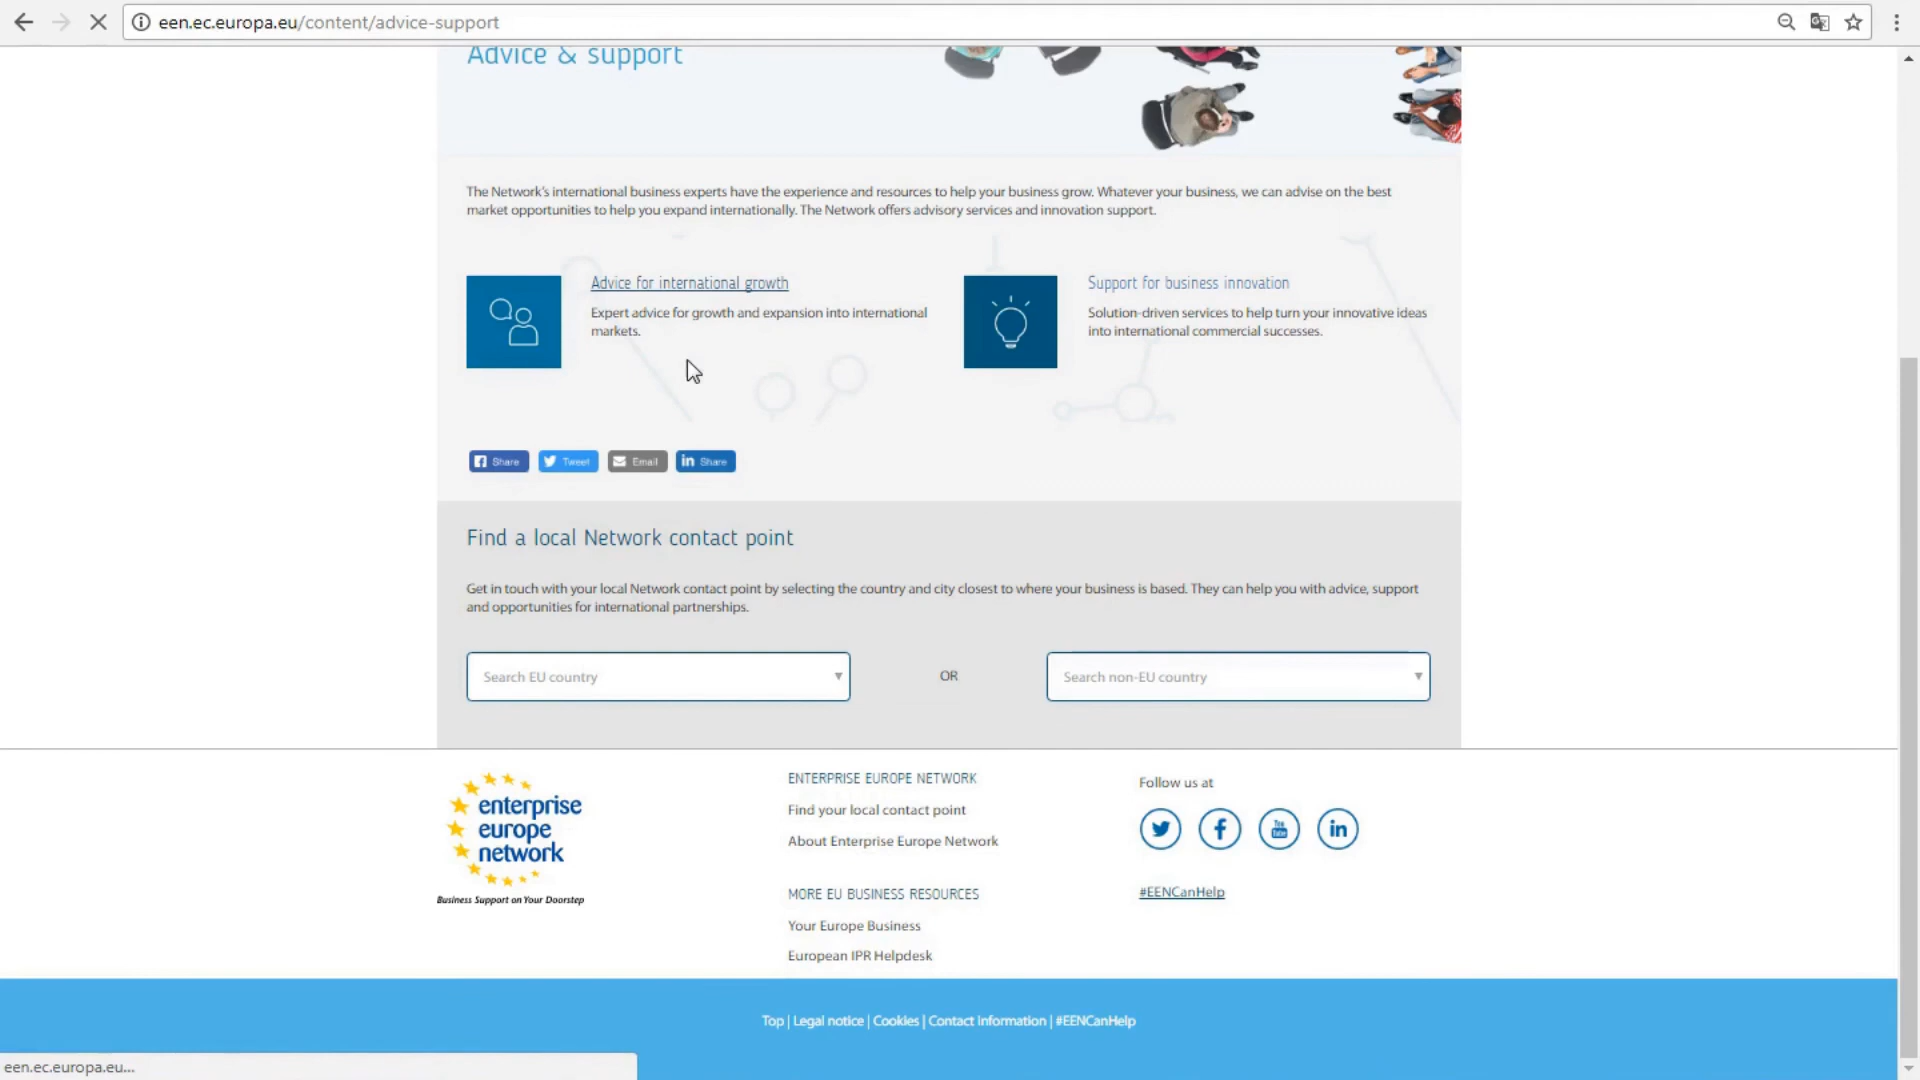 een.ec.europa.eu/content/advice-support
Advice & support
The Network's international business experts have the experience and resources to help your business grow. Whatever your business, we can advise on the best
market opportunities to help you expand internationally. The Network offers advisory services and innovation support.
Advice for international growth
Expert advice for growth and expansion into international
markets.
Support for business innovation
Solution-driven services to help turn your innovative ideas
into international commercial successes.
Share Tweet Email Share
Find a local Network contact point
Get in touch with your local Network contact point by selecting the country and city closest to where your business is based. They can help you with advice, support
and opportunities for international partnerships.
Search EU country
OR
Search non-EU country
enterprise
europe
network
Business Support on Your Doorstep
ENTERPRISE EUROPE NETWORK
Find your local contact point
About Enterprise Europe Network
MORE EU BUSINESS RESOURCES
Your Europe Business
European IPR Helpdesk
Follow us at
You Tube
#EENCanHelp
Top | Legal notice | Cookies | Contact Information | #EENCanHelp
een.ec.europa.eu...